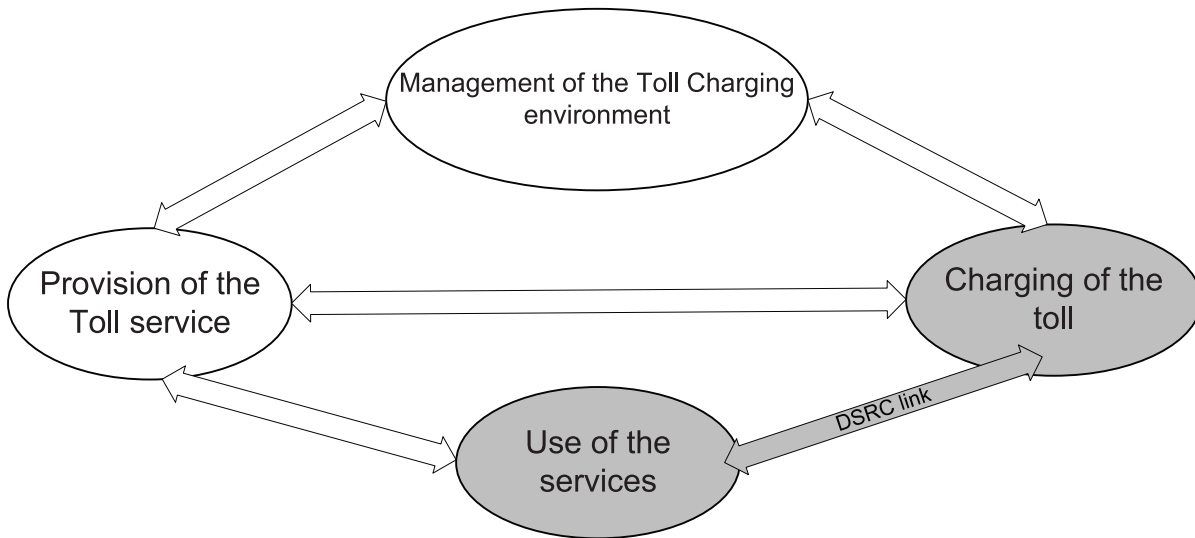 Management of the Toll Charging
environment
Provision of the
Toll service
Charging of the
toll
DSRC link
Use of the
services